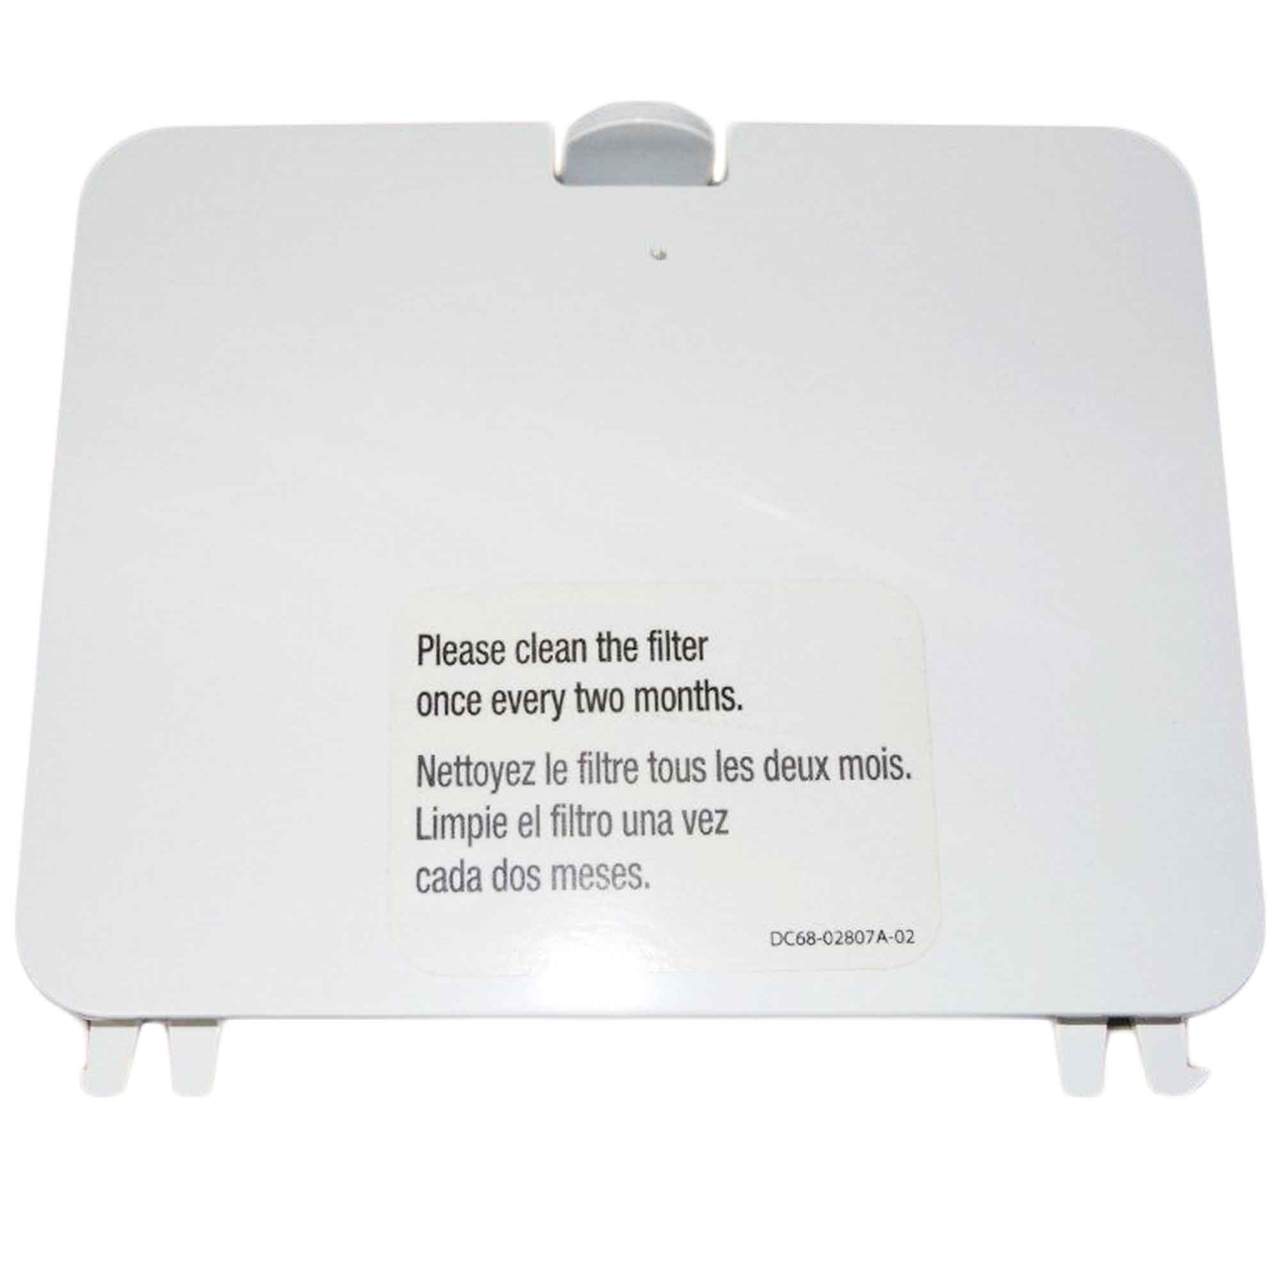 Please clean the filter
once every two months.
Nettoyez le filtre tous les deux mois.
Limpie el filtro una vez
cada dos meses.
DC68-02807A-02